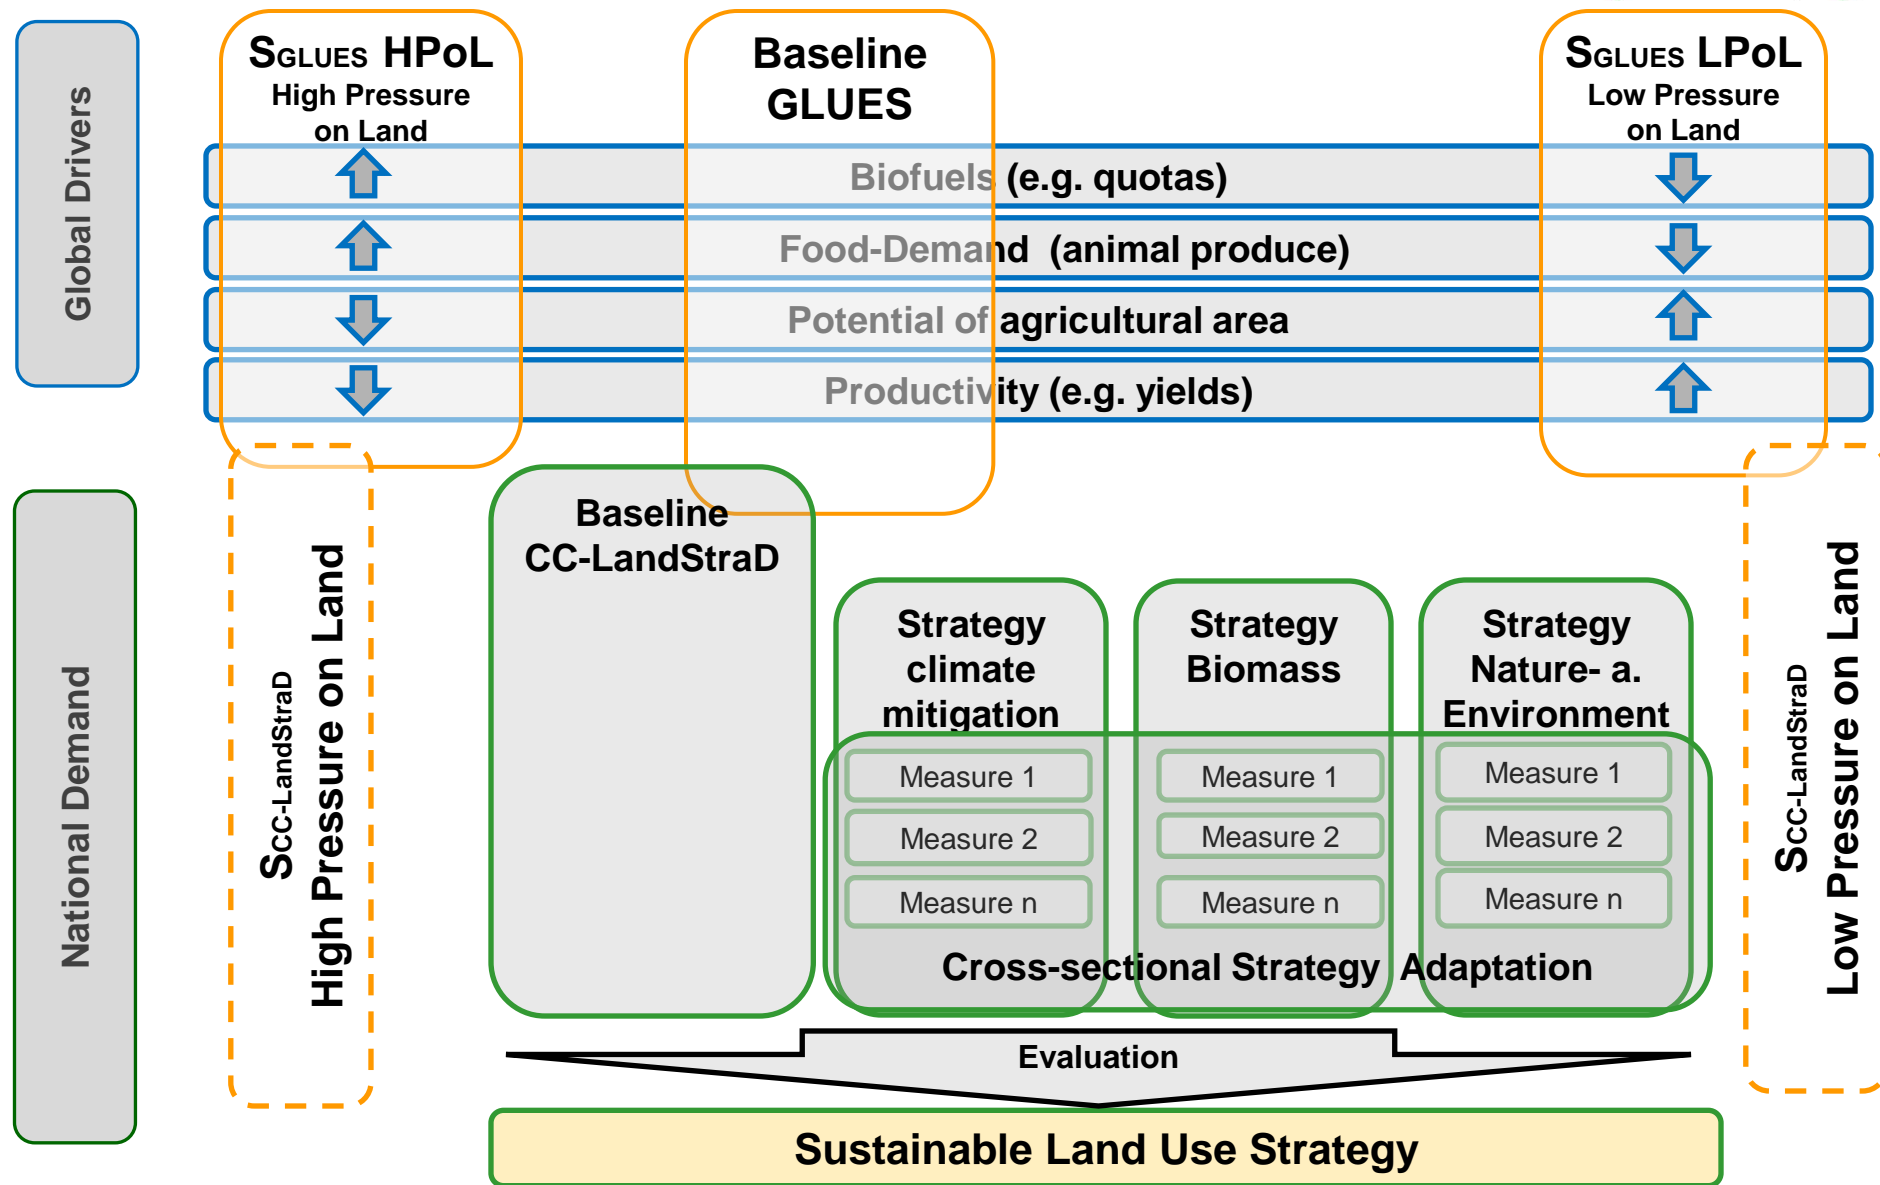 Global Drivers
SGLUES HPoL
High Pressure
on Land
Baseline
GLUES
SGLUES LPoL
Low Pressure
on Land
Biofuels (e.g. quotas)
Food-Demand (animal produce)
Potential of agricultural area
Productivity (e.g. yields)
National Demand
SCC-LandStraD
High Pressure on Land
Baseline
CC-LandStraD
Strategy
climate
mitigation
Measure 1
Measure 2
Measure n
Strategy
Biomass
Measure 1
Measure 2
Measure n
Strategy
Nature- a.
Environment
Measure 1
Measure 2
Measure n
Cross-sectional Strategy Adaptation
SCC-LandStraD
Low Pressure on Land
Evaluation
Sustainable Land Use Strategy